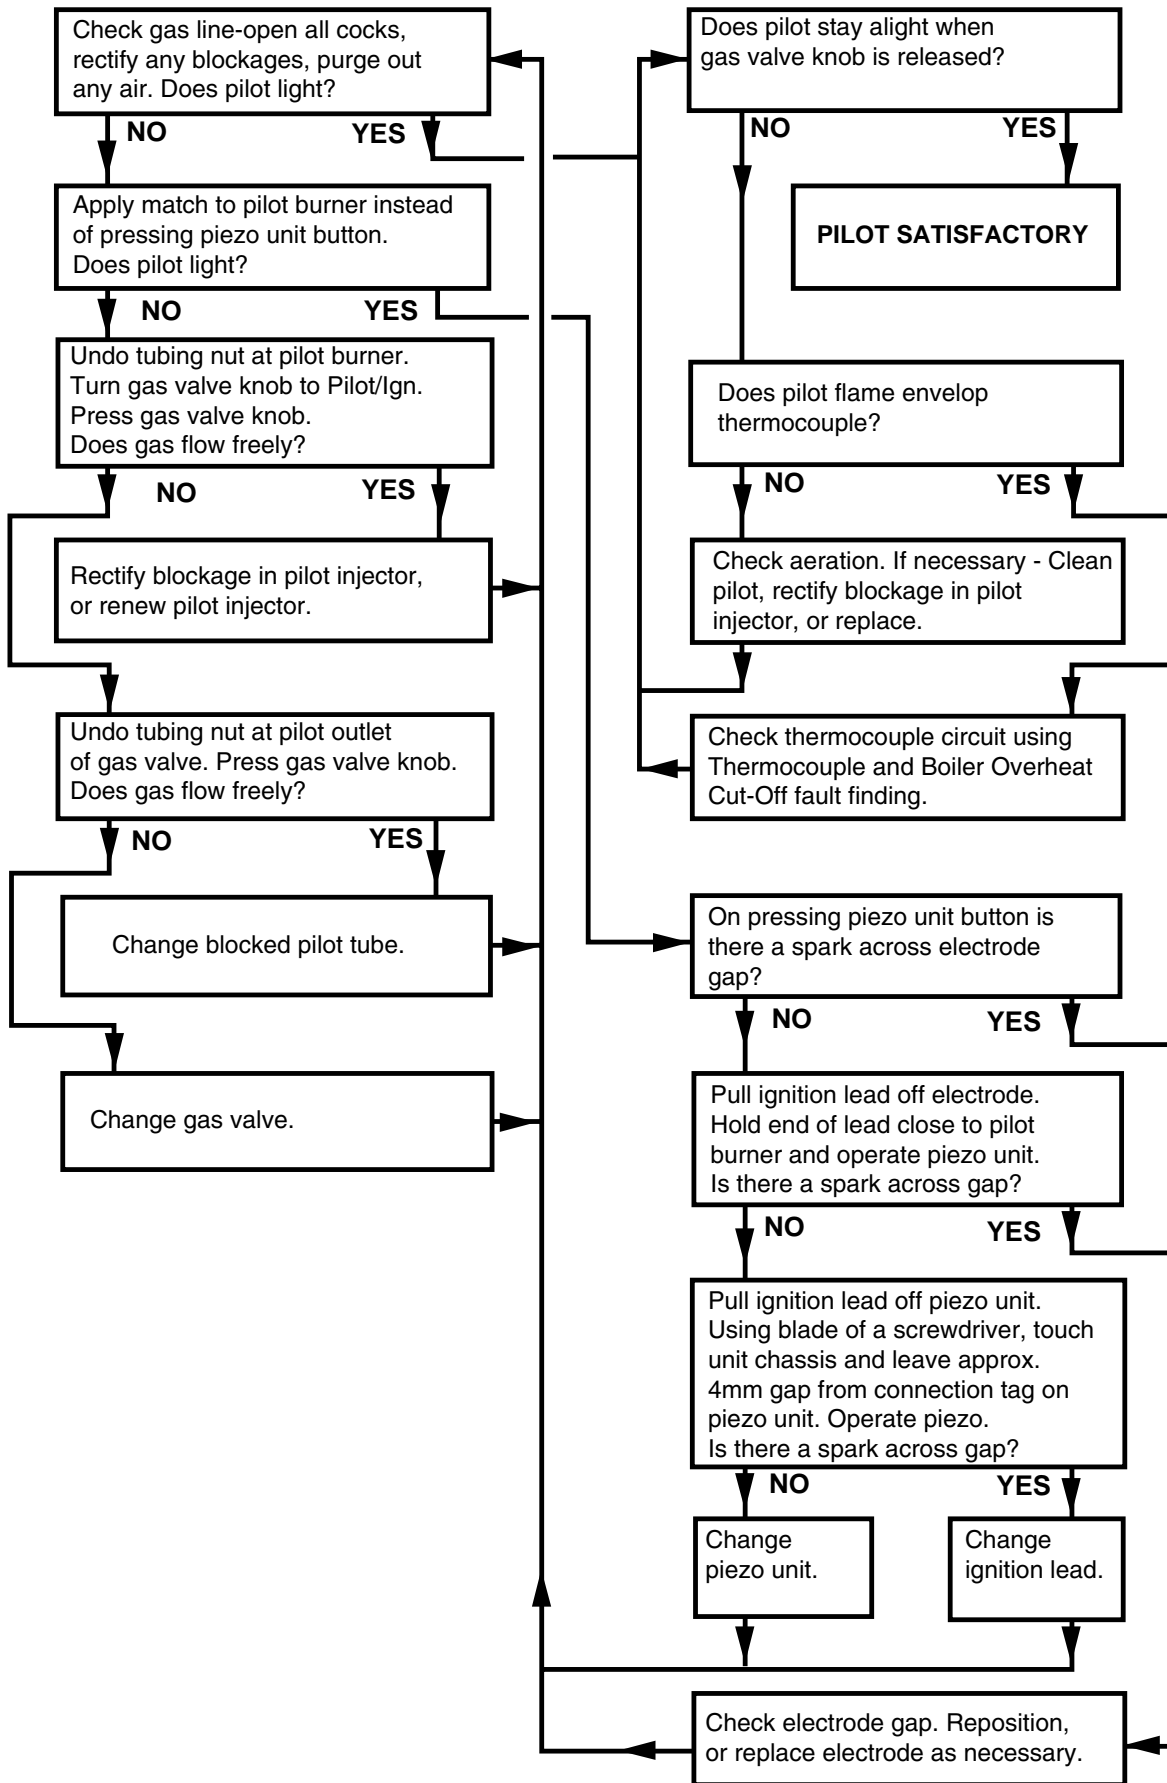 Check gas line-open all cocks,
rectify any blockages, purge out
any air. Does pilot light?
NO
YES
Apply match to pilot burner instead
of pressing piezo unit button.
Does pilot light?
NO
YES
Undo tubing nut at pilot burner.
Turn gas valve knob to Pilot/Ign.
Press gas valve knob.
Does gas flow freely?
NO
YES
Rectify blockage in pilot injector,
or renew pilot injector.
Undo tubing nut at pilot outlet
of gas valve. Press gas valve knob.
Does gas flow freely?
NO
YES
Change blocked pilot tube.
Change gas valve.
Does pilot stay alight when
gas valve knob is released?
NO
YES
PILOT SATISFACTORY
Does pilot flame envelop
thermocouple?
NO
YES
Check aeration. If necessary - Clean
pilot, rectify blockage in pilot
injector, or replace.
Check thermocouple circuit using
Thermocouple and Boiler Overheat
Cut-Off fault finding.
On pressing piezo unit button is
there a spark across electrode
gap?
NO
YES
Pull ignition lead off electrode.
Hold end of lead close to pilot
burner and operate piezo unit.
Is there a spark across gap?
NO
YES
Pull ignition lead off piezo unit.
Using blade of a screwdriver, touch
unit chassis and leave approx.
4mm gap from connection tag on
piezo unit. Operate piezo.
Is there a spark across gap?
NO
YES
Change
piezo unit.
Change
ignition lead.
Check electrode gap. Reposition,
or replace electrode as necessary.